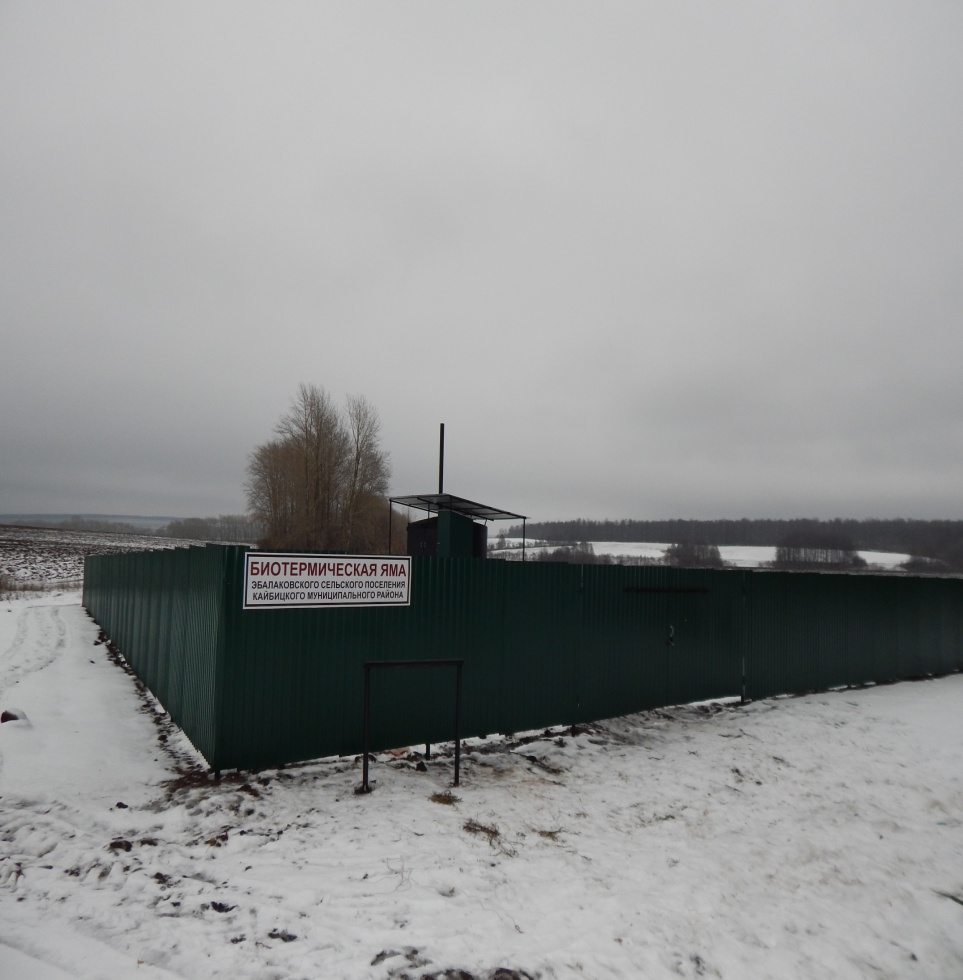 БИОТЕРМИЧЕСКАЯ ЯМА
ЭБАЛАКОВСКОГО СЕЛЬСКОГО ПОСЕЛЕНИЯ
КАЙБИЦКОГО МУНИЦИПАЛЬНОГО РАЙОНА